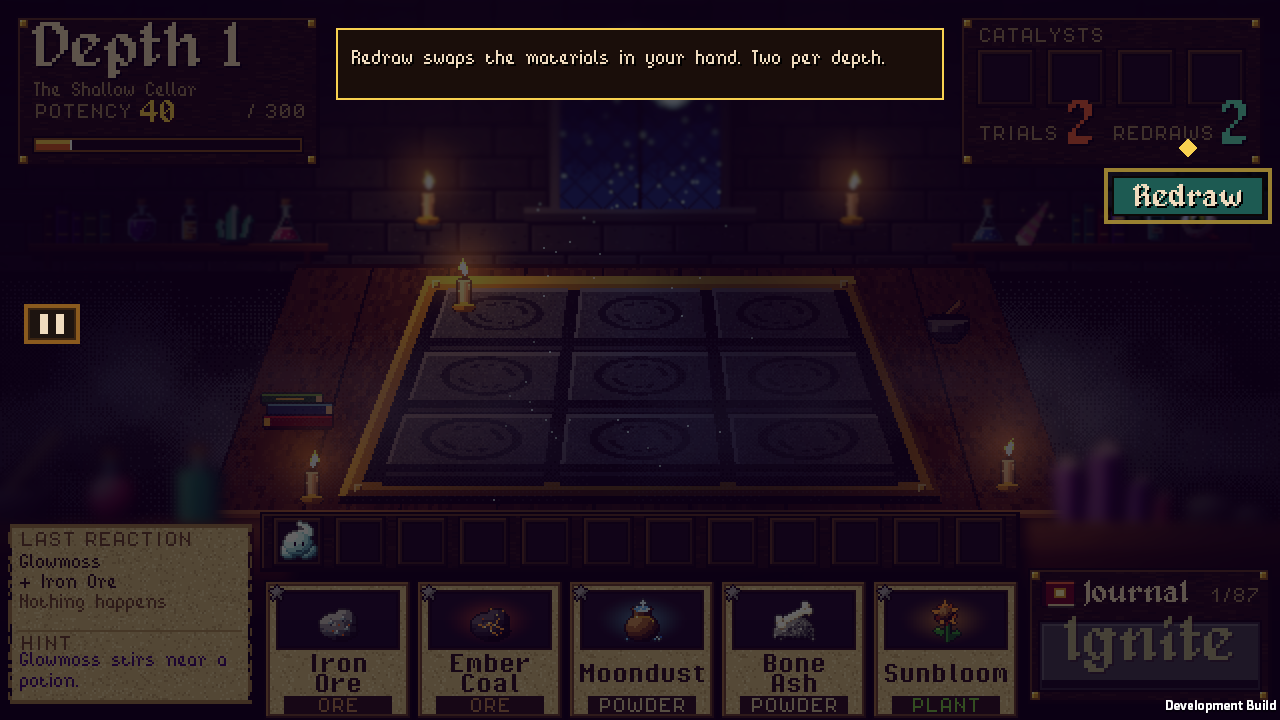 Depth 1
The Shallow Cellar
POTENCY 40 / 300
Redraw swaps the materials in your hand. Two per depth.
CATALYSTS
TRIALS 2 REDRAWS 2
Redraw
LAST REACTION
Glowmoss
+ Iron Ore
Nothing happens
HINT
Glowmoss stirs near a
potion.
Iron
Ore
ORE
Ember
Coal
ORE
Moondust
POWDER
Bone
Ash
POWDER
Sunbloom
PLANT
Journal 1/87
Ignite
Development Build